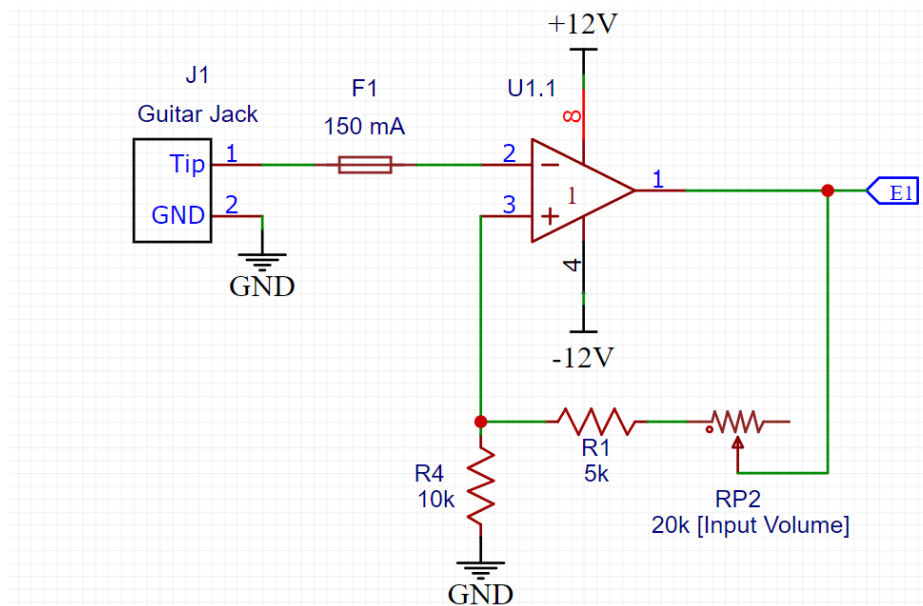 +12V
J1
F1
U1.1
Guitar Jack
150 mA
8
Tip
1
2
−
1
1
E1
GND
2
3
+
4
GND
-12V
R4
10k
R1
5k
RP2
20k [Input Volume]
GND